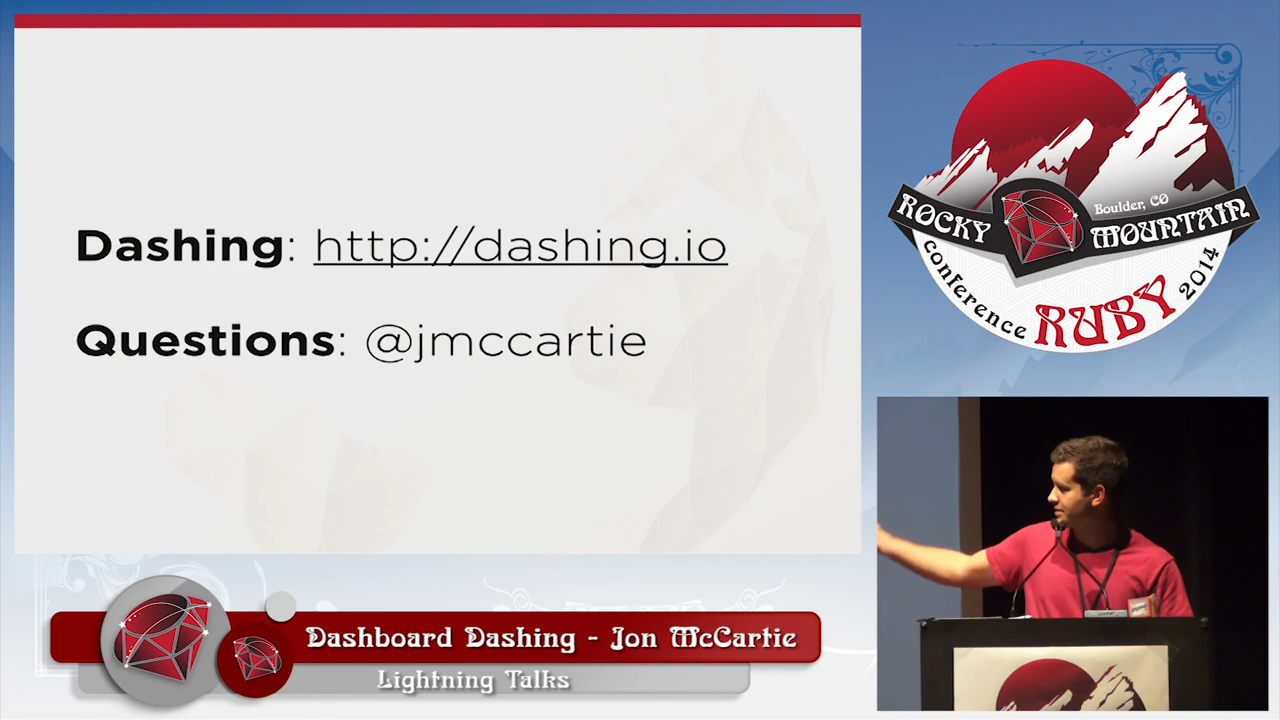 Dashing: http://dashing.io
Questions: @jmccartie
Boulder, CO
ROCKY MOUNTAIN
Conference RUBY 2014
Dashboard Dashing - Jon McCartie
Lightning Talks